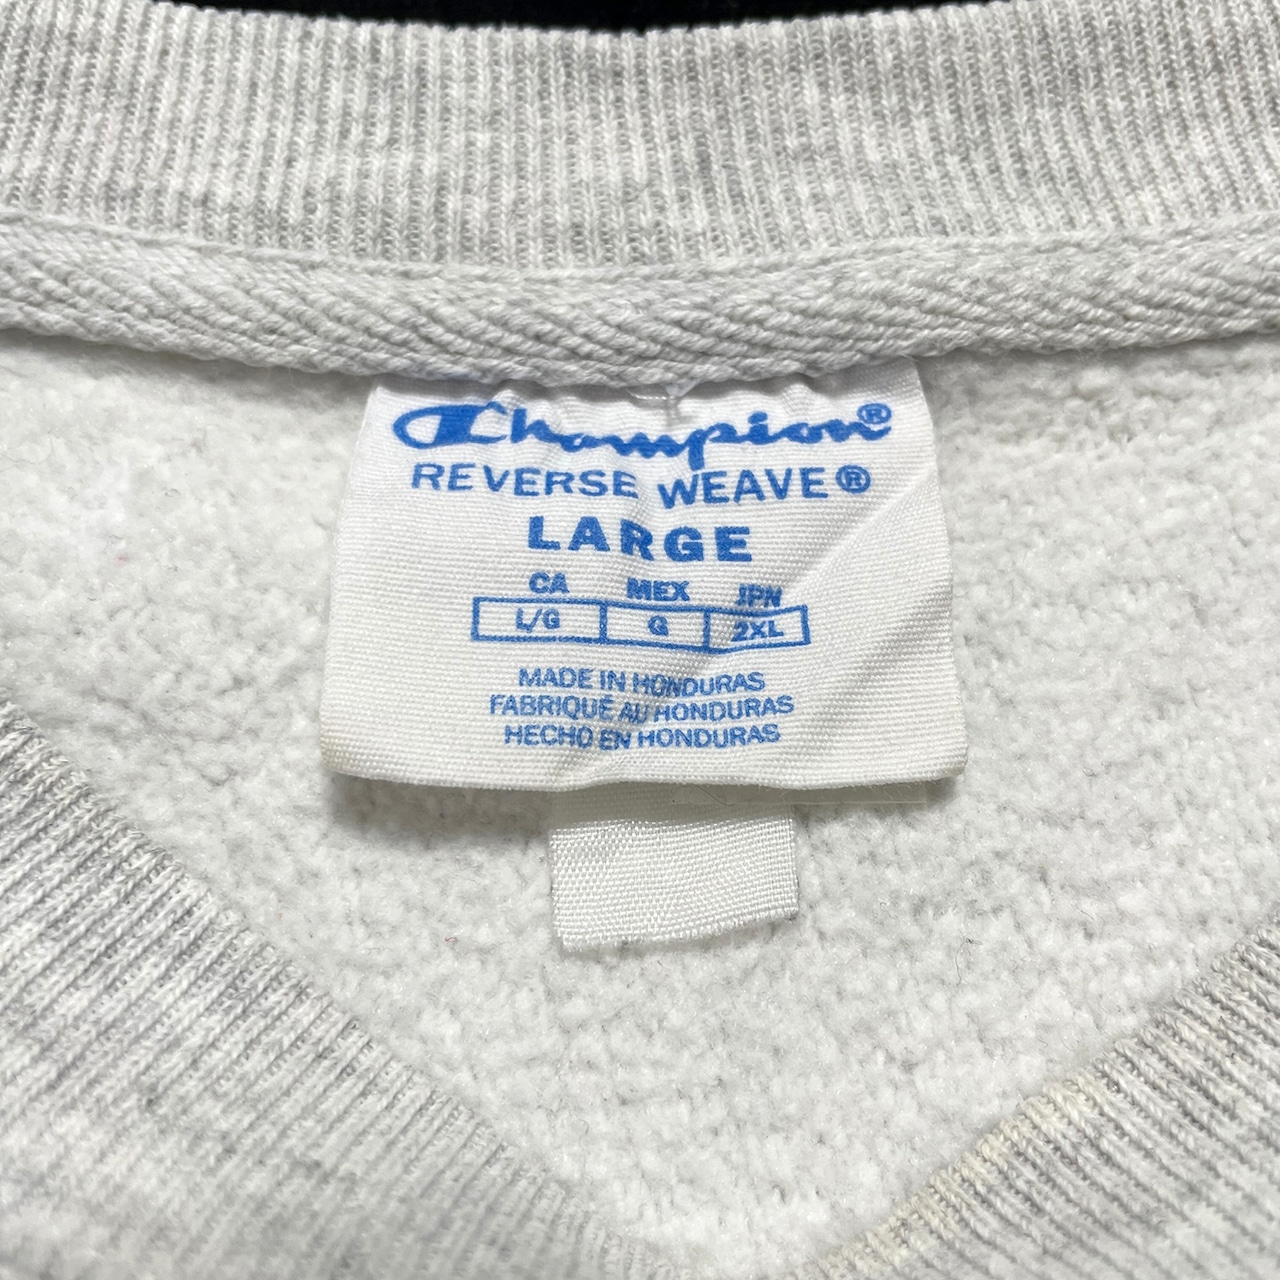 Champion®
REVERSE WEAVE®
LARGE
CA MEX JPN
L/G G 2XL
MADE IN HONDURAS
FABRIQUÉ AU HONDURAS
HECHO EN HONDURAS